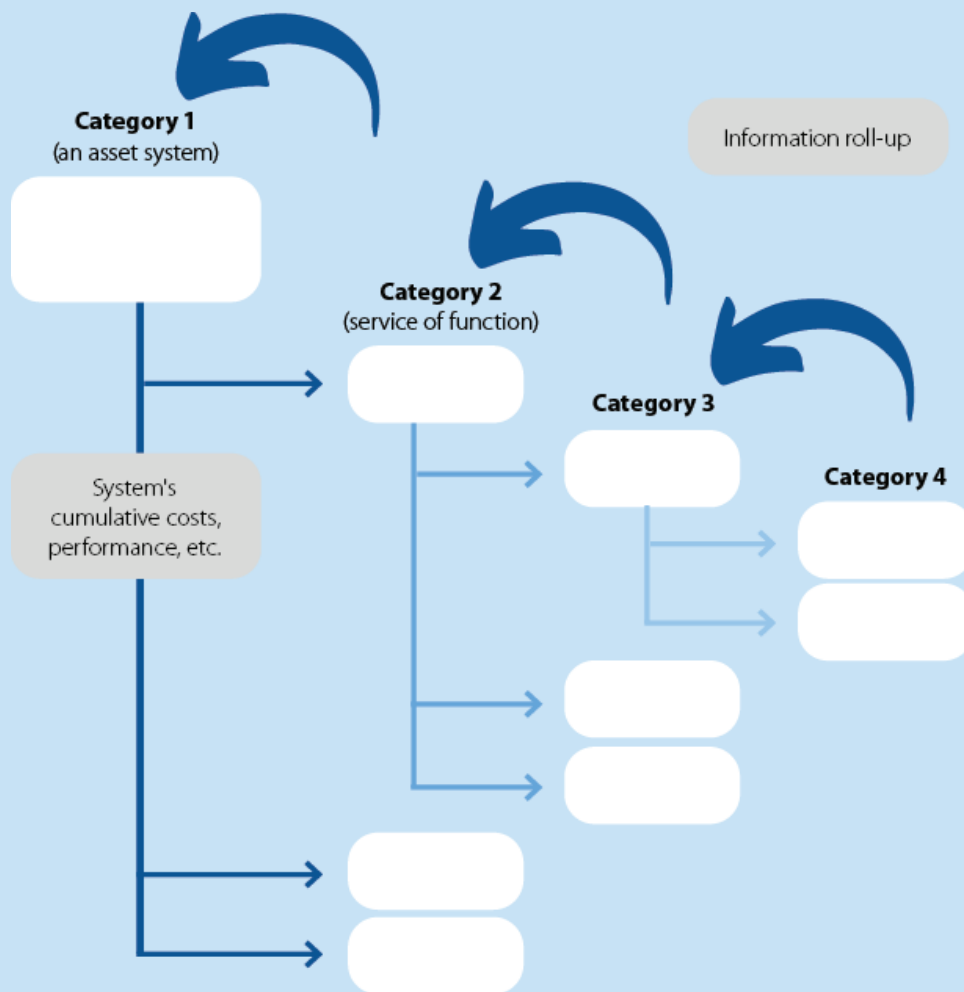 Category 1
(an asset system)
Information roll-up
Category 2
(service of function)
Category 3
Category 4
System's
cumulative costs,
performance, etc.